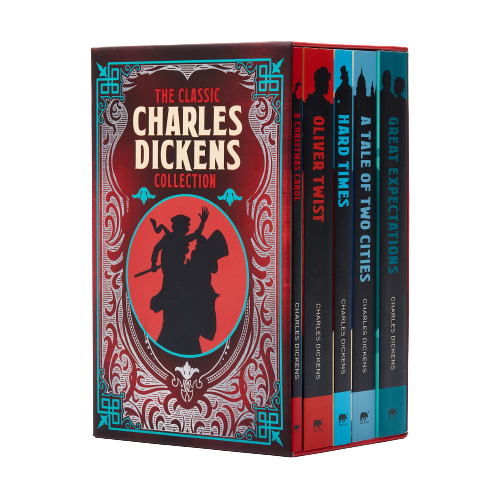 THE CLASSIC
CHARLES
DICKENS
COLLECTION
A CHRISTMAS CAROL
CHARLES DICKENS
OLIVER TWIST
CHARLES DICKENS
HARD TIMES
CHARLES DICKENS
A TALE OF TWO CITIES
CHARLES DICKENS
GREAT EXPECTATIONS
CHARLES DICKENS